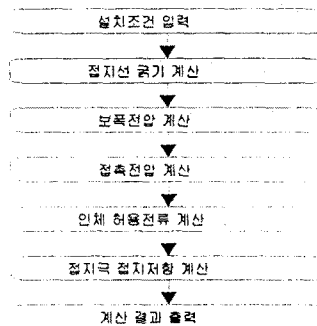 설치조건 입력
접지선 굵기 계산
보폭전압 계산
접촉전압 계산
인체 허용전류 계산
접지극 접지저항 계산
계산 결과 출력